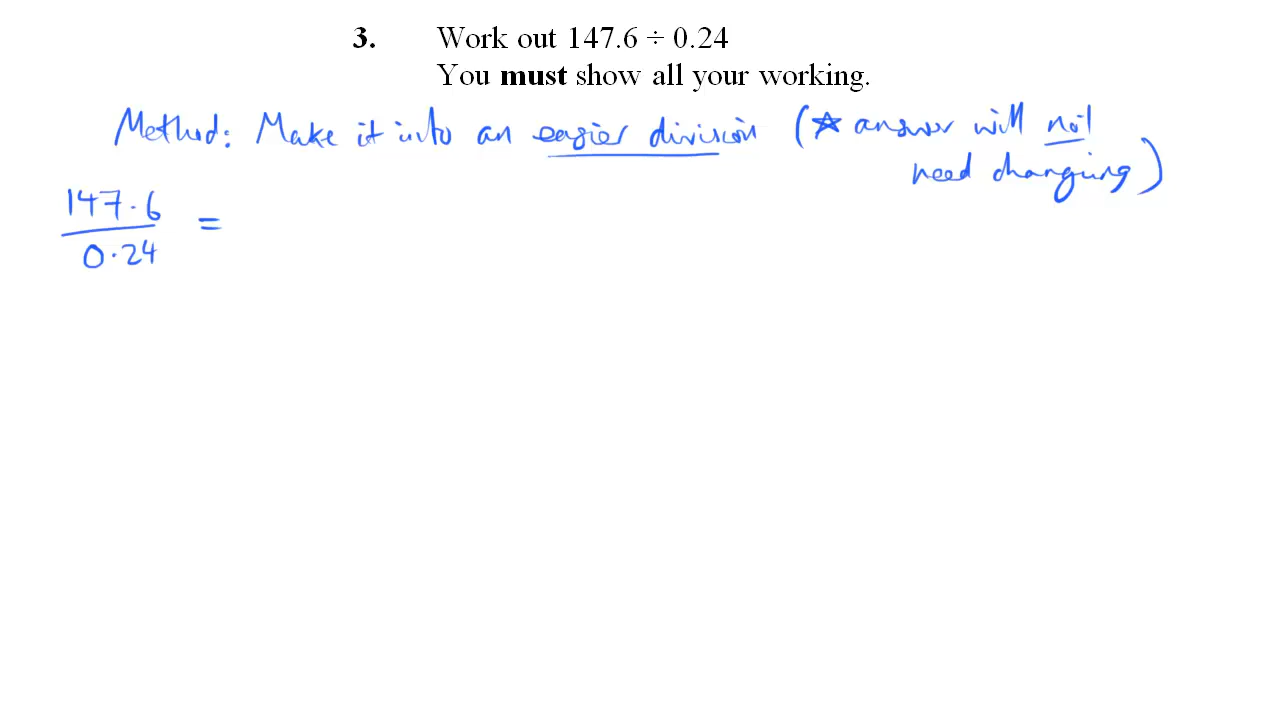 3. Work out 147.6 ÷ 0.24
You must show all your working.
Method: Make it into an easier division (★ answer will not
need changing)
147.6
0.24
=